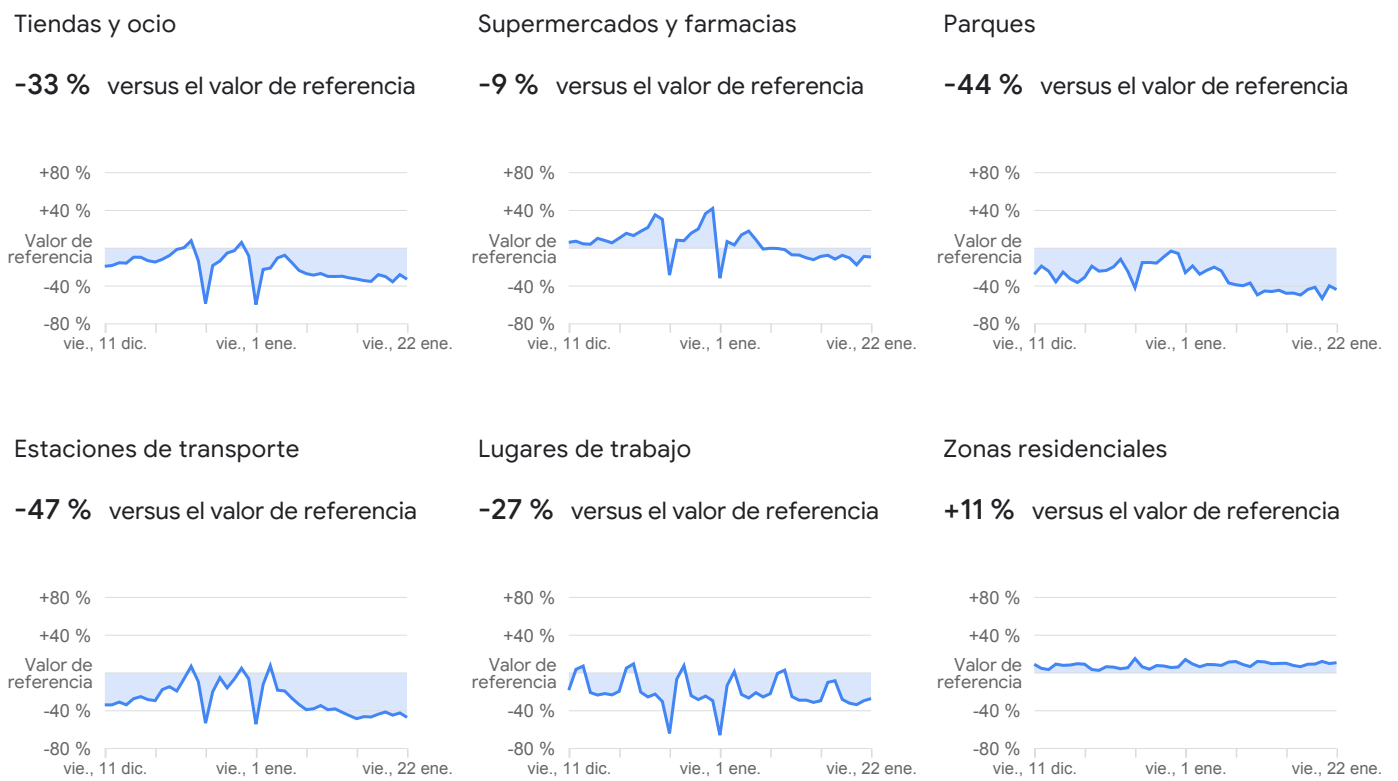 Tiendas y ocio
-33 % versus el valor de referencia
+80 %
+40 %
Valor de
referencia
-40 %
-80 %
vie., 11 dic.
vie., 1 ene.
vie., 22 ene.
Supermercados y farmacias
-9 % versus el valor de referencia
+80 %
+40 %
Valor de
referencia
-40 %
-80 %
vie., 11 dic.
vie., 1 ene.
vie., 22 ene.
Parques
-44 % versus el valor de referencia
+80 %
+40 %
Valor de
referencia
-40 %
-80 %
vie., 11 dic.
vie., 1 ene.
vie., 22 ene.
Estaciones de transporte
-47 % versus el valor de referencia
+80 %
+40 %
Valor de
referencia
-40 %
-80 %
vie., 11 dic.
vie., 1 ene.
vie., 22 ene.
Lugares de trabajo
-27 % versus el valor de referencia
+80 %
+40 %
Valor de
referencia
-40 %
-80 %
vie., 11 dic.
vie., 1 ene.
vie., 22 ene.
Zonas residenciales
+11 % versus el valor de referencia
+80 %
+40 %
Valor de
referencia
-40 %
-80 %
vie., 11 dic.
vie., 1 ene.
vie., 22 ene.